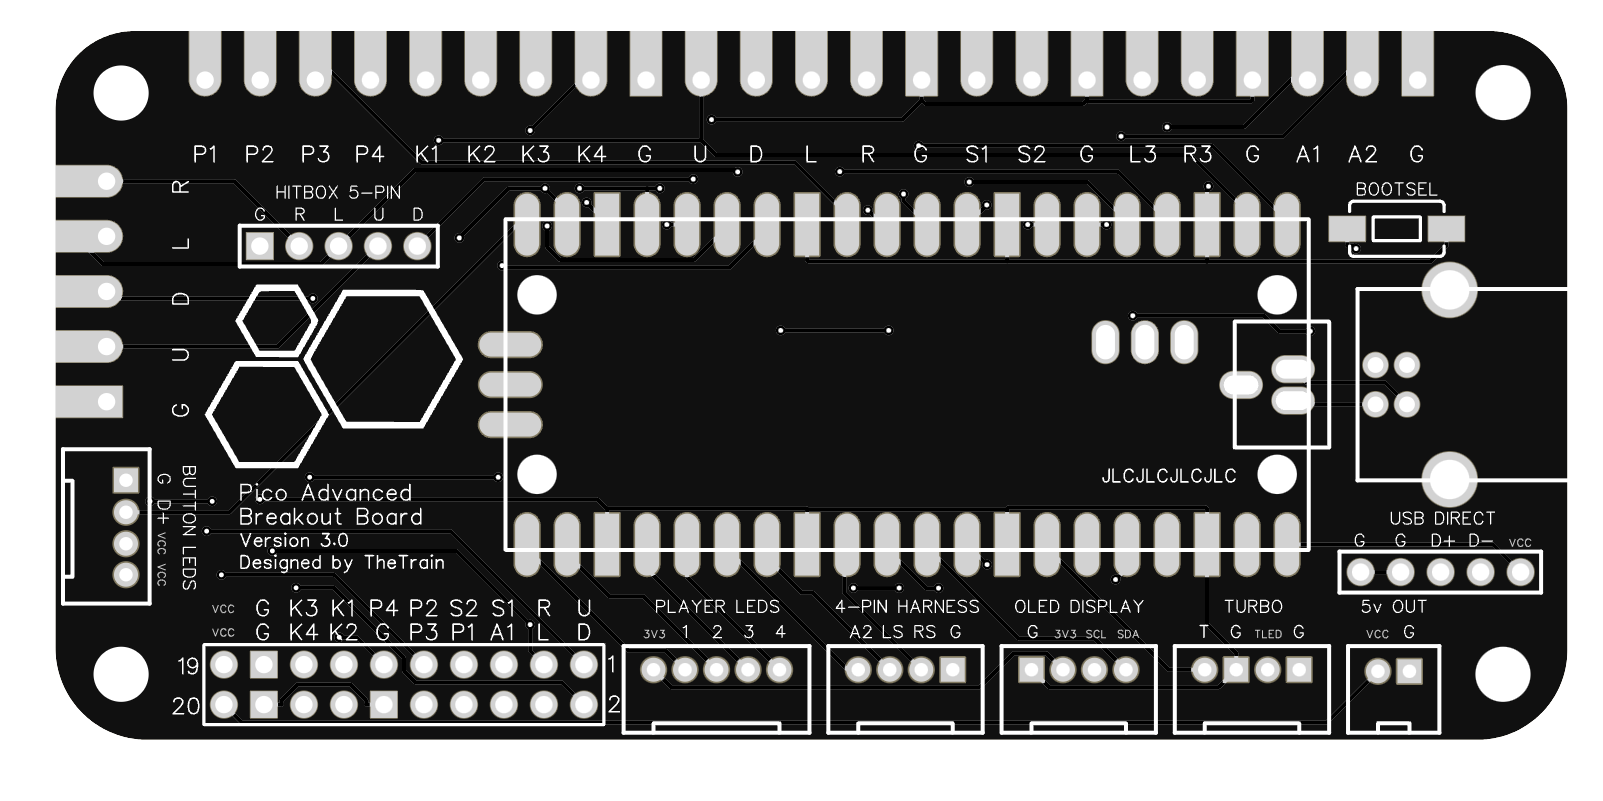 P1 P2 P3 P4 K1 K2 K3 K4 G U D L R G S1 S2 G L3 R3 G A1 A2 G
R
L
D
U
G
HITBOX 5-PIN
G R L U D
BOOTSEL
JLCJLCJLCJLC
BUTTON LEDS
G D+ VCC VCC
Pico Advanced
Breakout Board
Version 3.0
Designed by TheTrain
USB DIRECT
G G D+ D- VCC
VCC G K3 K1 P4 P2 S2 S1 R U
VCC G K4 K2 G P3 P1 A1 L D
19 1
20 2
PLAYER LEDS
3V3 1 2 3 4
4-PIN HARNESS
A2 LS RS G
OLED DISPLAY
G 3V3 SCL SDA
TURBO
T G TLED G
5v OUT
VCC G